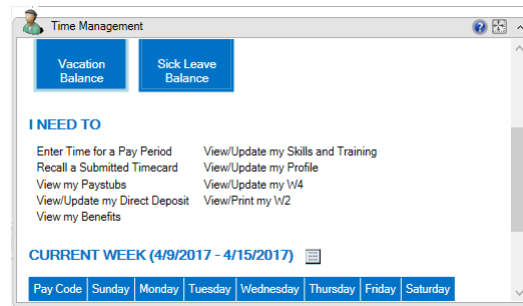 Time Management
Vacation Balance
Sick Leave Balance
I NEED TO
Enter Time for a Pay Period
Recall a Submitted Timecard
View my Paystubs
View/Update my Direct Deposit
View my Benefits
View/Update my Skills and Training
View/Update my Profile
View/Update my W4
View/Print my W2
CURRENT WEEK (4/9/2017 - 4/15/2017)
Pay Code Sunday Monday Tuesday Wednesday Thursday Friday Saturday